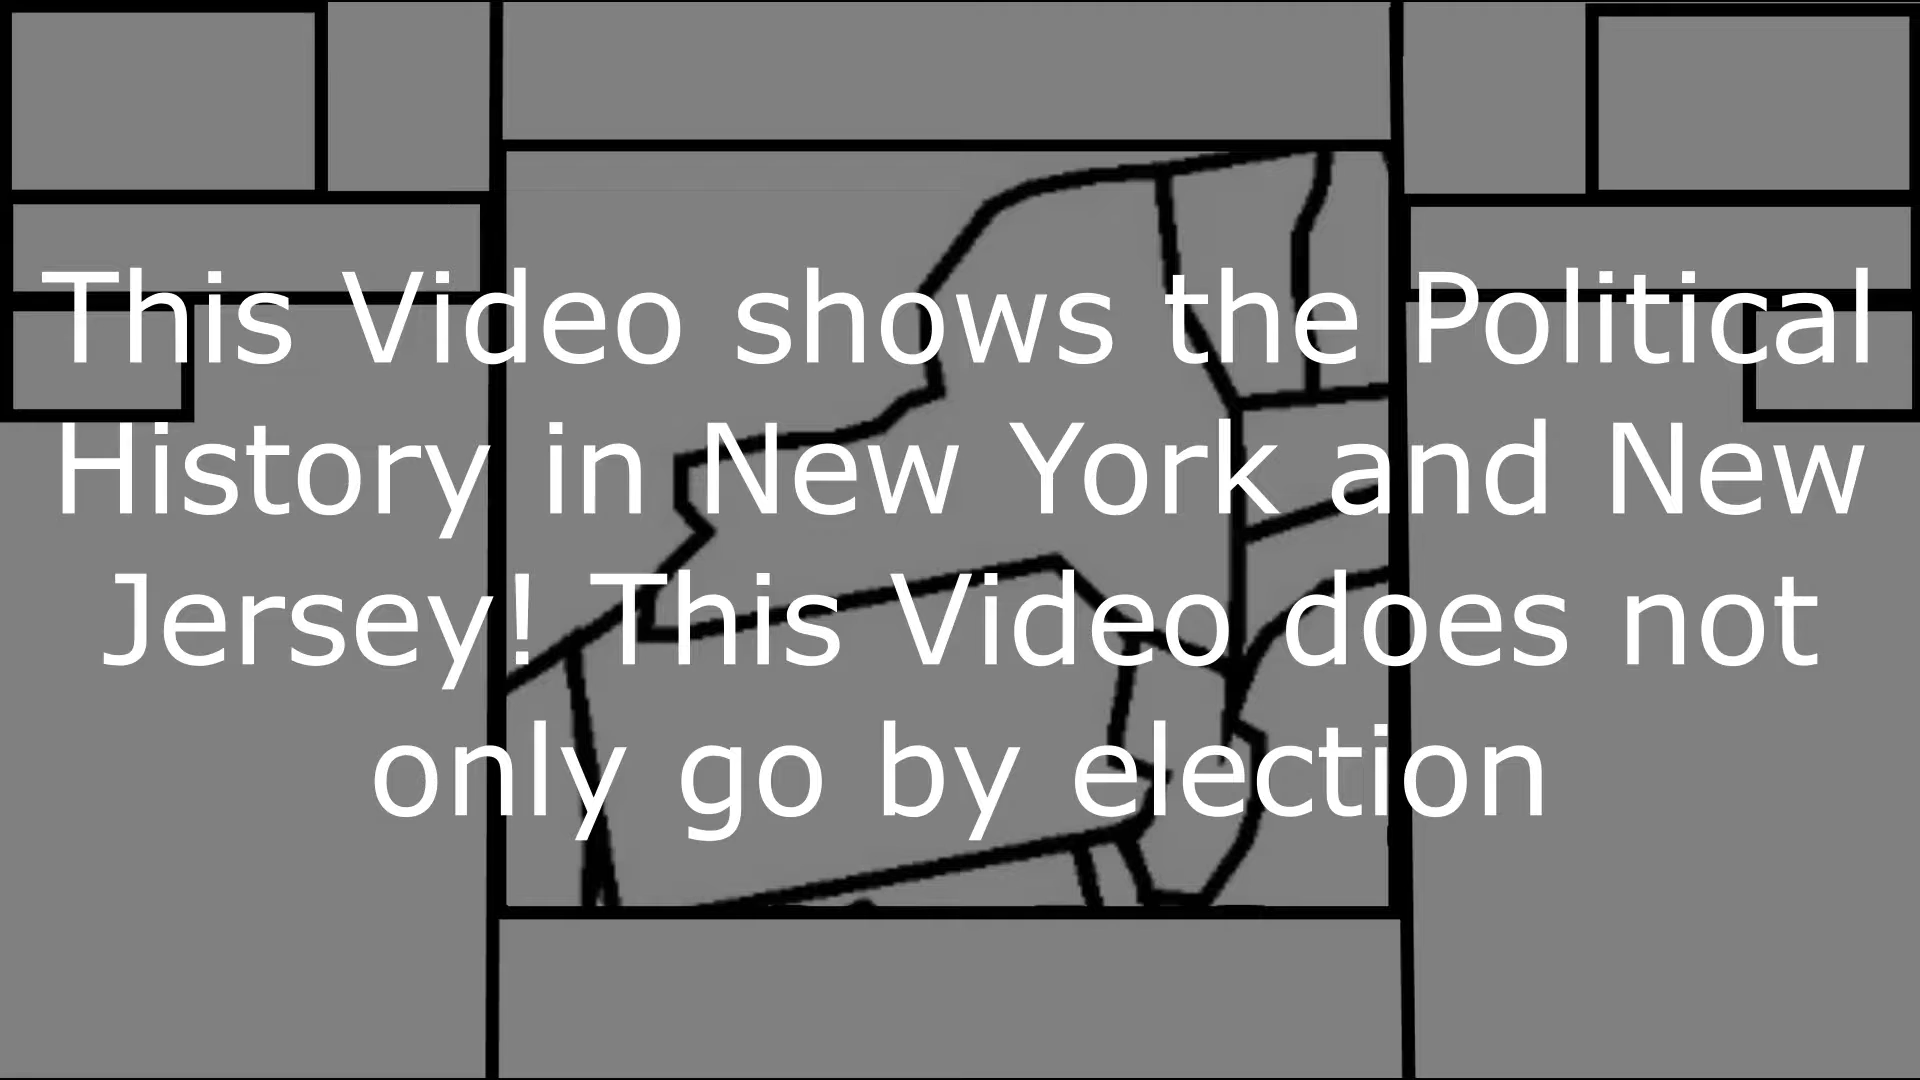 This Video shows the Political
History in New York and New
Jersey! This Video does not
only go by election